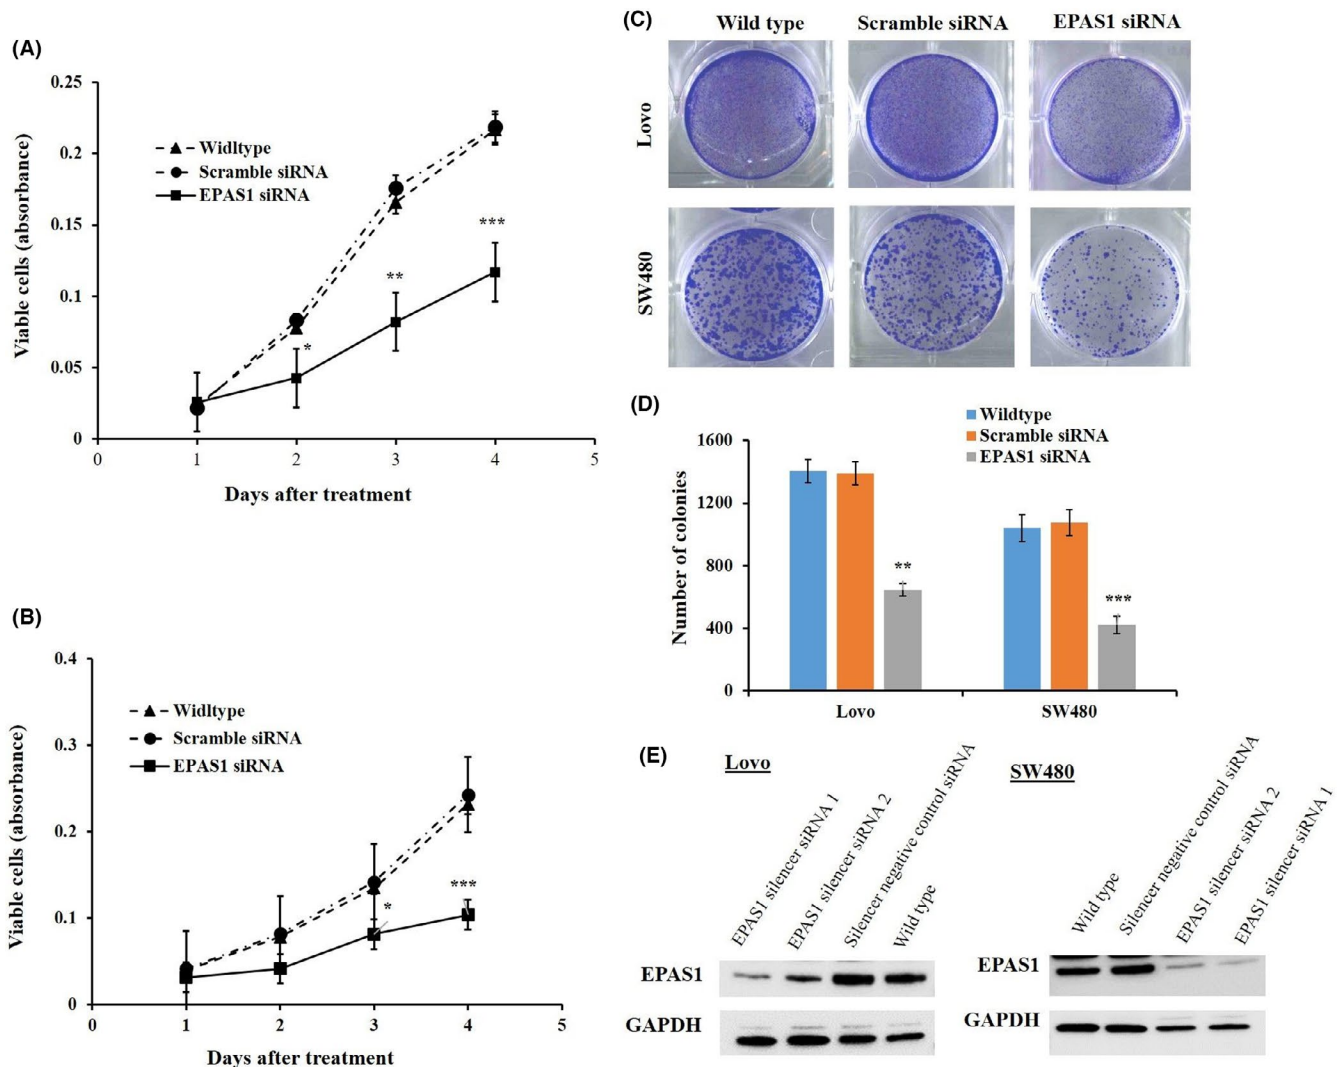 (A)
Viable cells (absorbance)
0.25
0.2
0.15
0.1
0.05
0
Widltype
Scramble siRNA
EPAS1 siRNA
*
**
***
0 1 2 3 4 5
Days after treatment
(B)
Viable cells (absorbance)
0.4
0.3
0.2
0.1
0
Widltype
Scramble siRNA
EPAS1 siRNA
*
***
0 1 2 3 4 5
Days after treatment
(C)
Wild type Scramble siRNA EPAS1 siRNA
Lovo
SW480
(D)
Wildtype
Scramble siRNA
EPAS1 siRNA
Number of colonies
1600
1200
800
400
0
**
***
Lovo SW480
(E)
Lovo
EPAS1 silencer siRNA 1
EPAS1 silencer siRNA 2
Silencer negative control siRNA
Wild type
EPAS1
GAPDH
SW480
Wild type
Silencer negative control siRNA
EPAS1 silencer siRNA 2
EPAS1 silencer siRNA 1
EPAS1
GAPDH